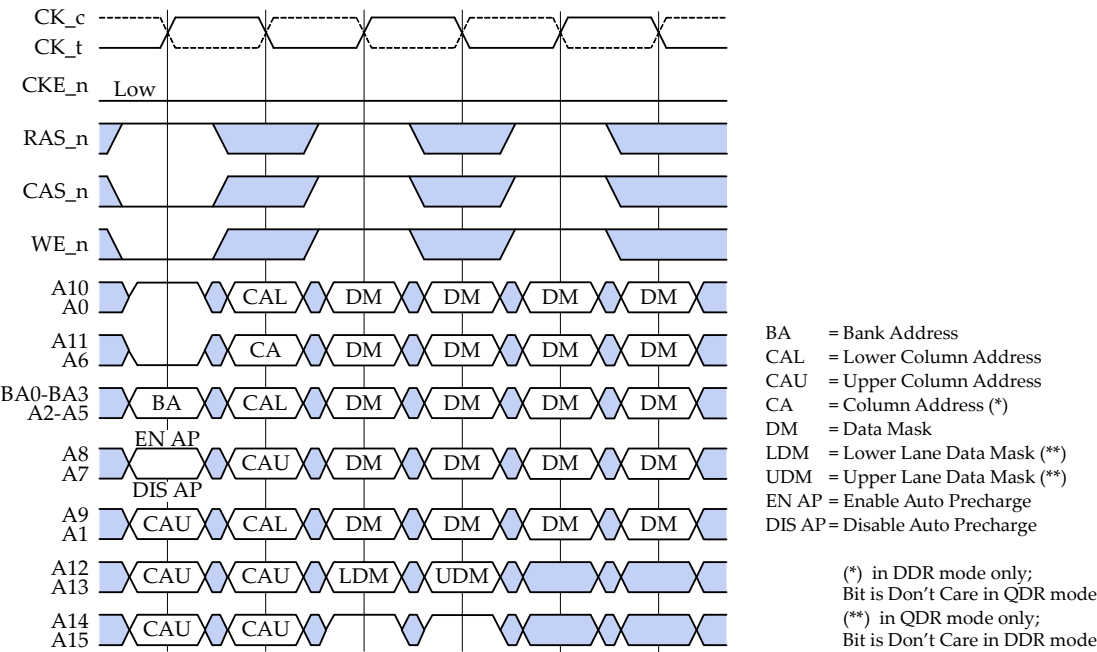 CK_c
CK_t
CKE_n Low
RAS_n
CAS_n
WE_n
A10
A0
CAL DM DM DM DM
A11
A6
CA DM DM DM DM
BA0-BA3
A2-A5
BA CAL DM DM DM DM
EN AP
A8
A7
CAU DM DM DM DM
DIS AP
A9
A1
CAU CAL DM DM DM DM
A12
A13
CAU CAU LDM UDM
A14
A15
CAU CAU
BA = Bank Address
CAL = Lower Column Address
CAU = Upper Column Address
CA = Column Address (*)
DM = Data Mask
LDM = Lower Lane Data Mask (**)
UDM = Upper Lane Data Mask (**)
EN AP = Enable Auto Precharge
DIS AP = Disable Auto Precharge
(*) in DDR mode only;
Bit is Don't Care in QDR mode
(**) in QDR mode only;
Bit is Don't Care in DDR mode